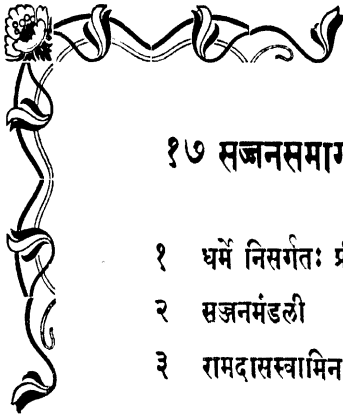 १७ सज्जनसमाग
१ धर्मे निसर्गतः प्री
२ सज्जनमंडली
३ रामदासस्वामिन